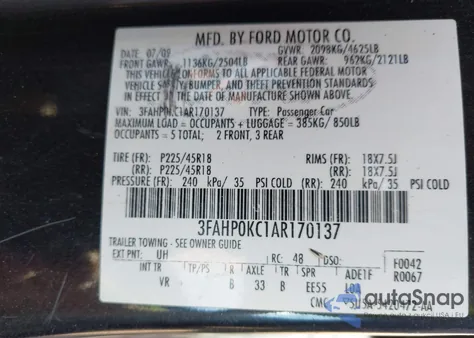 MFD. BY FORD MOTOR CO.
DATE: 07/09 GVWR: 2098KG/4625LB
FRONT GAWR: 1136KG/2504LB REAR GAWR: 962KG/2121LB
THIS VEHICLE CONFORMS TO ALL APPLICABLE FEDERAL MOTOR
VEHICLE SAFETY, BUMPER, AND THEFT PREVENTION STANDARDS
IN EFFECT ON THE DATE OF MANUFACTURE SHOWN ABOVE.
VIN: 3FAHP0KC1AR170137 TYPE: Passenger Car
MAXIMUM LOAD = OCCUPANTS + LUGGAGE = 385KG/850LB
OCCUPANTS = 5 TOTAL; 2 FRONT, 3 REAR
TIRE (FR): P225/45R18 RIMS (FR): 18X7.5J
(RR): P225/45R18 (RR): 18X7.5J
PRESSURE (FR): 240 kPa/ 35 PSI COLD (RR): 240 kPa/ 35 PSI COLD
3FAHP0KC1AR170137
TRAILER TOWING - SEE OWNER GUIDE
EXT PNT: UH RC: 48 DSO: F0042
INT TR TP/PS R AXLE TR SPR ADE1F R0067
VR B 33 B EE55
autoSnap